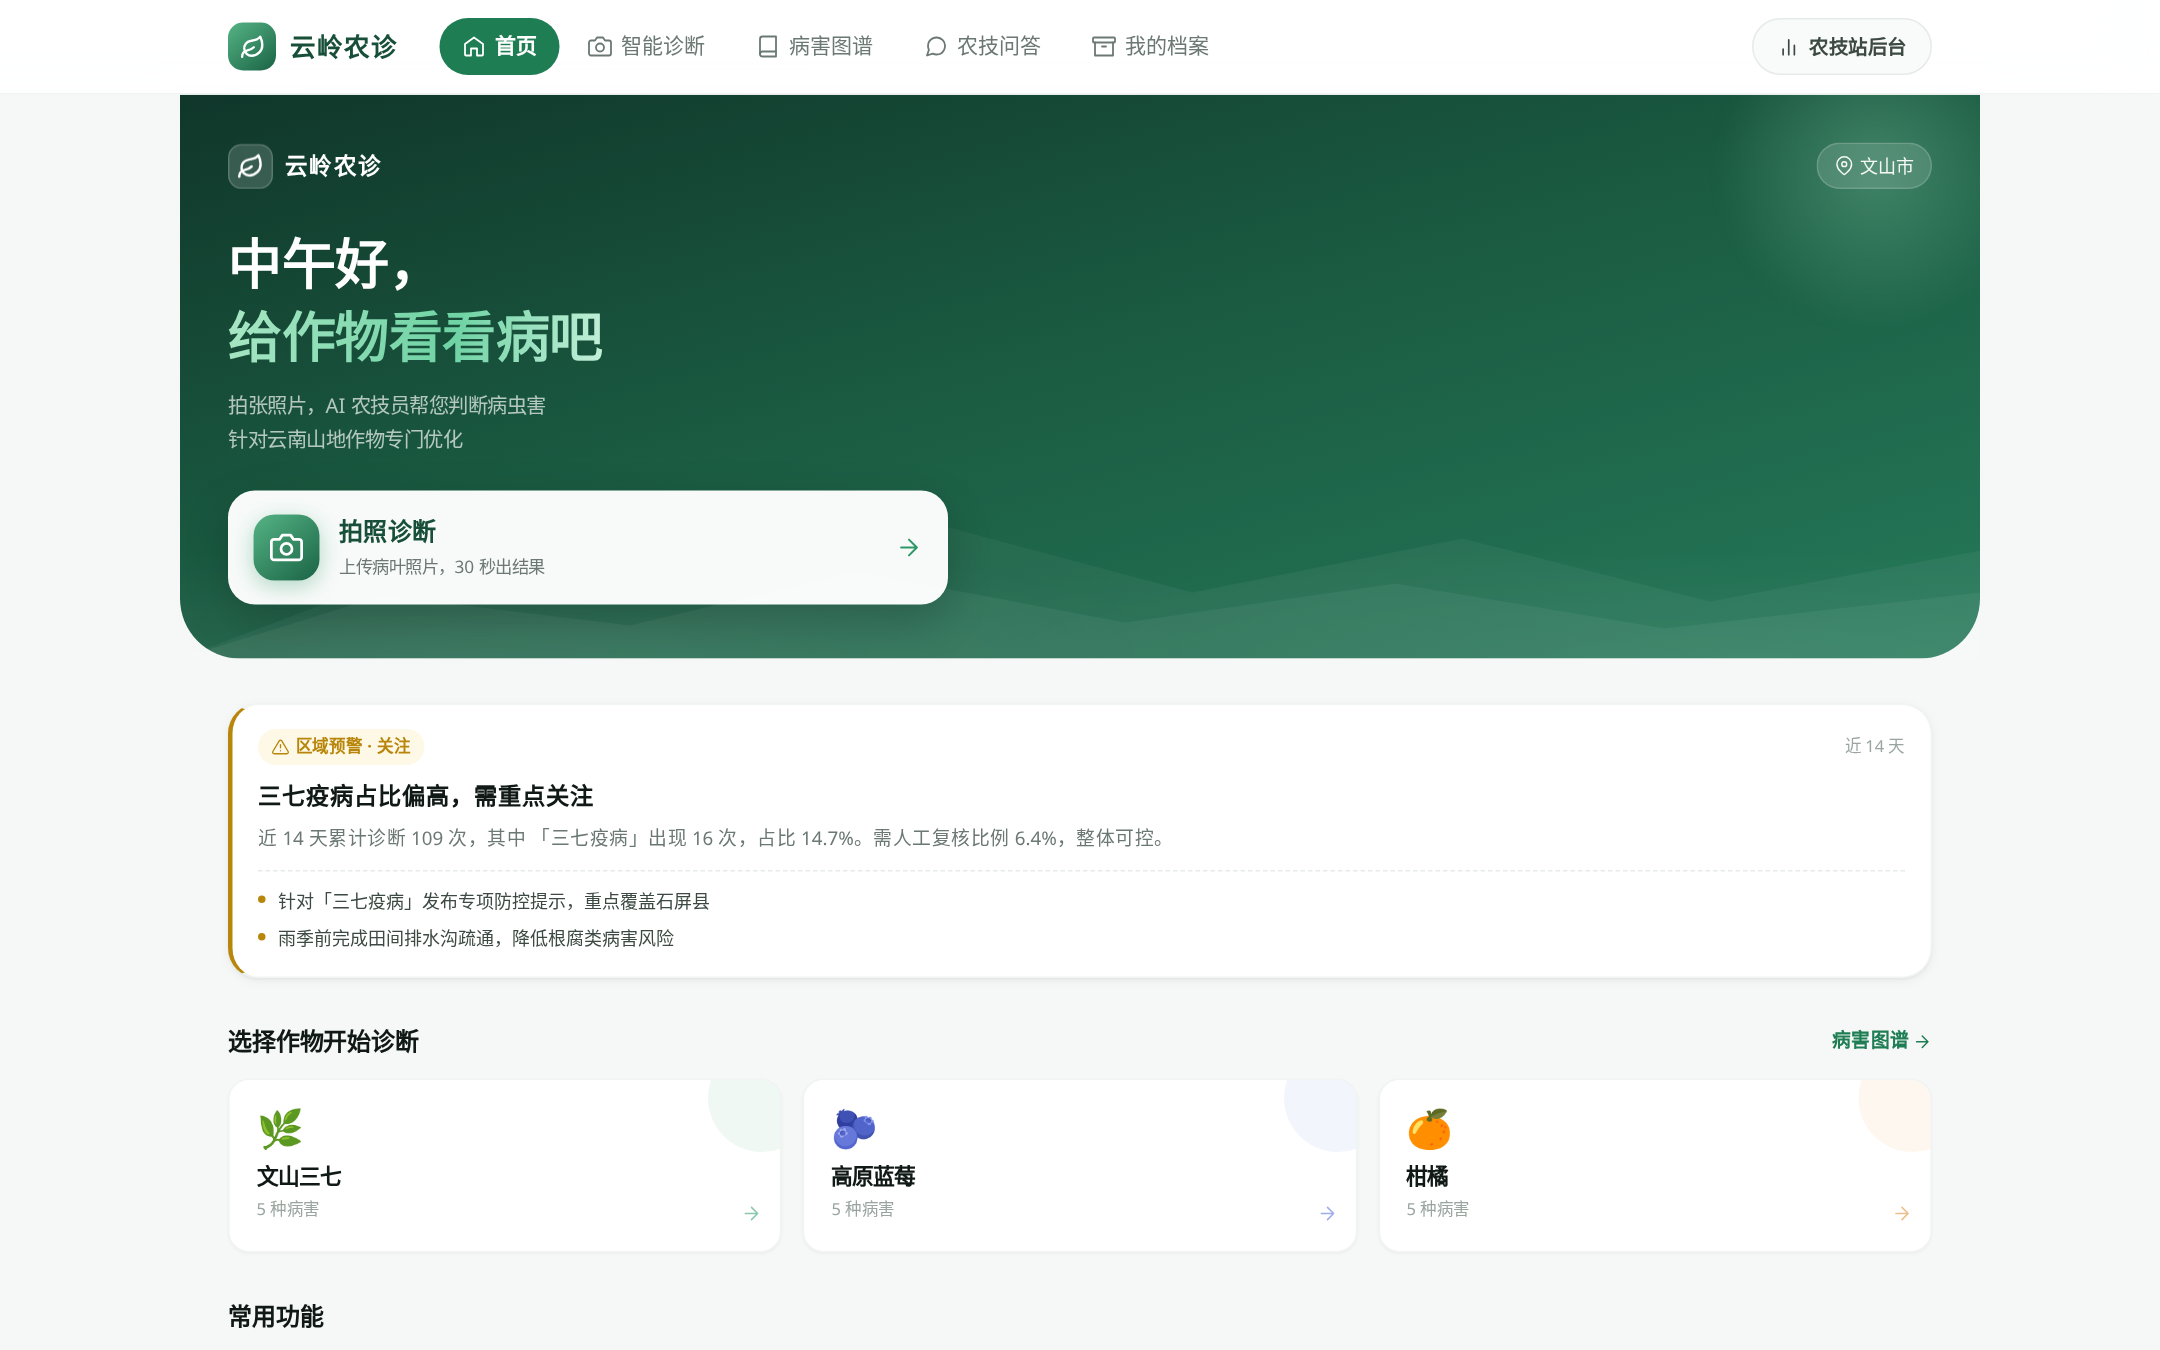 云岭农诊
首页
智能诊断
病害图谱
农技问答
我的档案
农技站后台
云岭农诊
文山市
中午好，
给作物看看病吧
拍张照片，AI 农技员帮您判断病虫害
针对云南山地作物专门优化
拍照诊断
上传病叶照片，30 秒出结果
区域预警 · 关注
近 14 天
三七疫病占比偏高，需重点关注
近 14 天累计诊断 109 次，其中 「三七疫病」出现 16 次，占比 14.7%。需人工复核比例 6.4%，整体可控。
针对「三七疫病」发布专项防控提示，重点覆盖石屏县
雨季前完成田间排水沟疏通，降低根腐类病害风险
选择作物开始诊断
病害图谱
文山三七
5 种病害
高原蓝莓
5 种病害
柑橘
5 种病害
常用功能